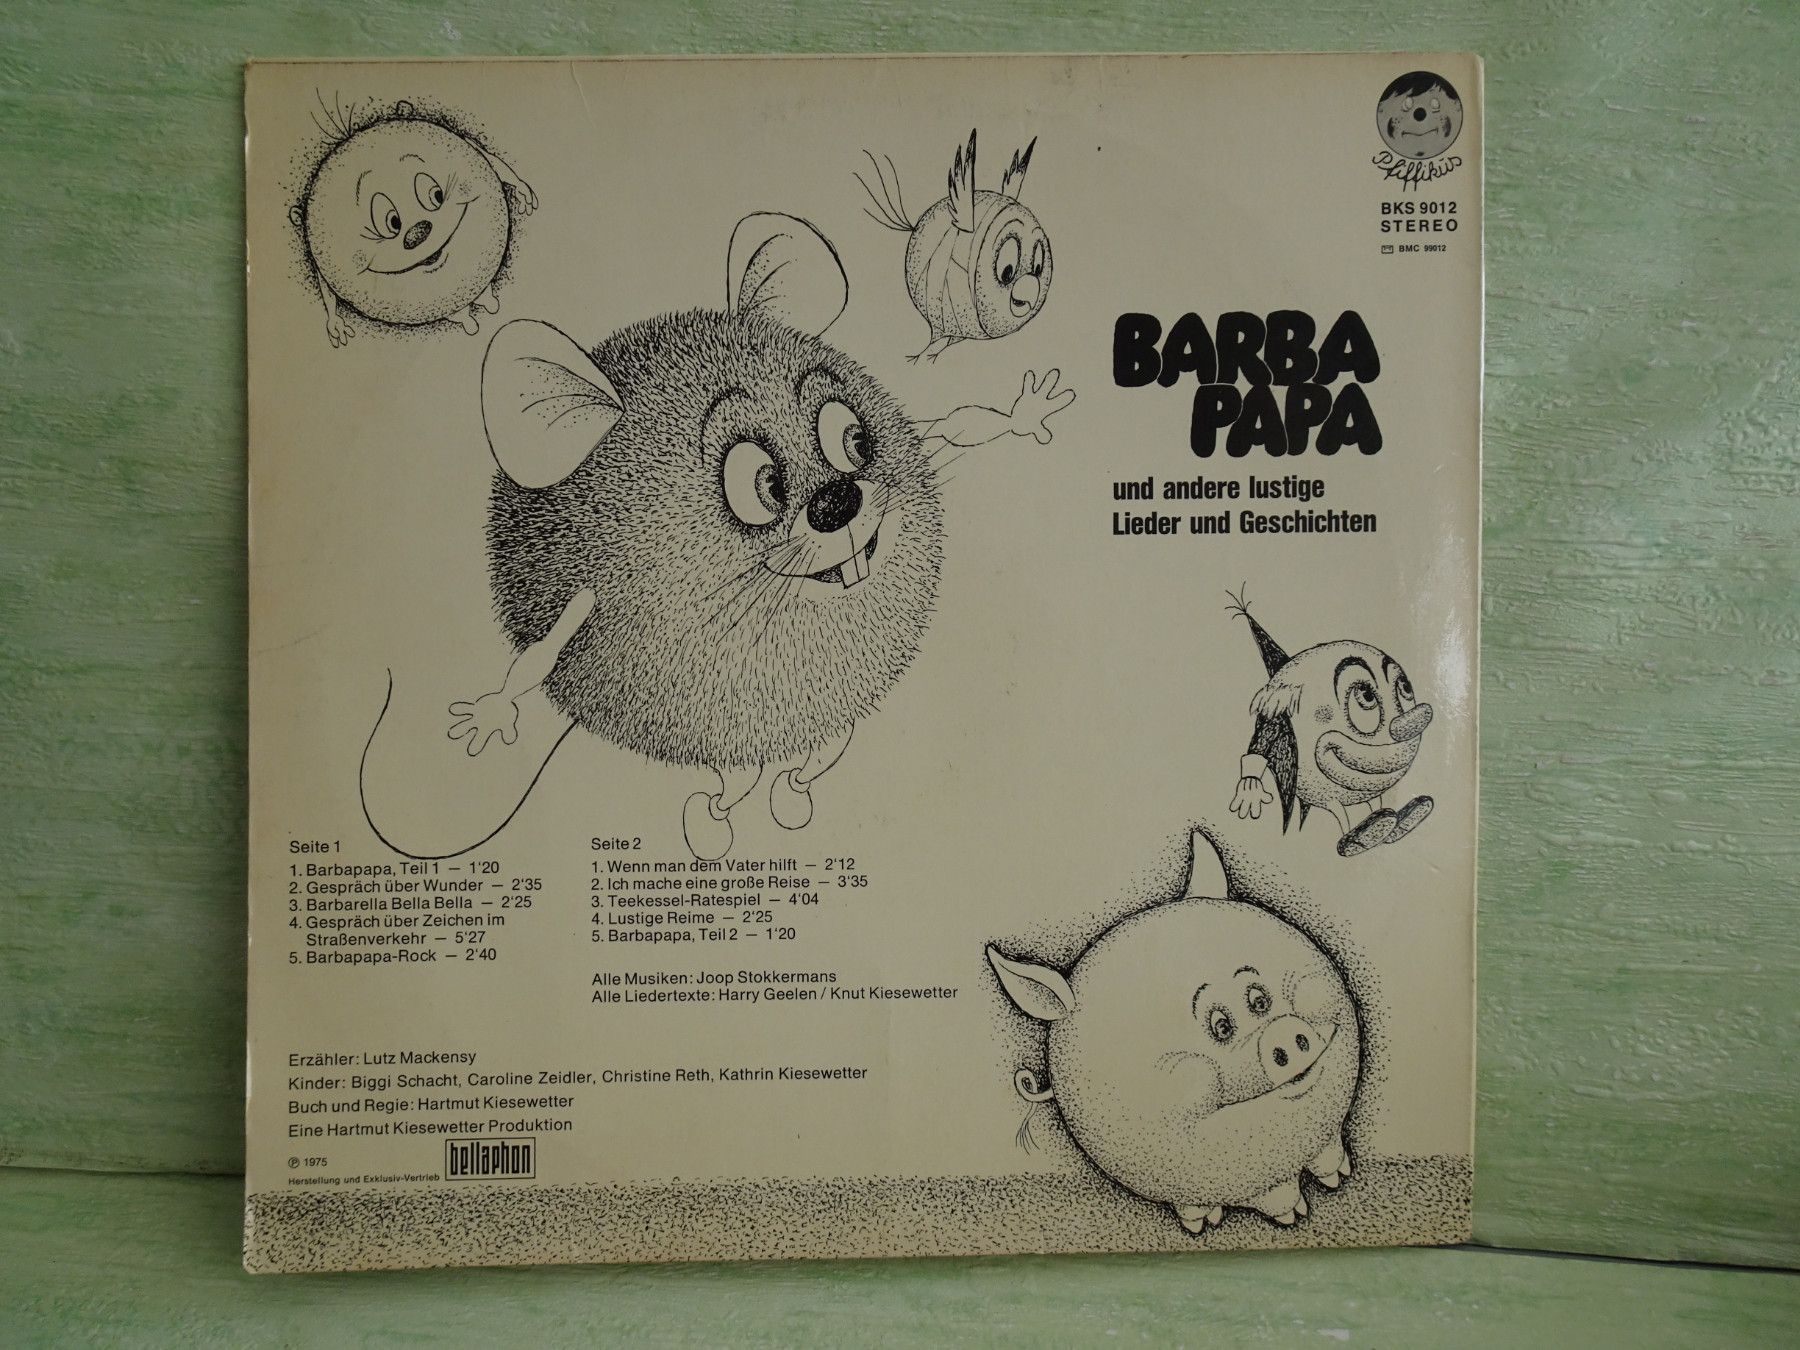 Pfiffikus
BKS 9012
STEREO
BMC 99012
BARBA
PAPA
und andere lustige
Lieder und Geschichten
Seite 1
1. Barbapapa, Teil 1 — 1'20
2. Gespräch über Wunder — 2'35
3. Barbarella Bella Bella — 2'25
4. Gespräch über Zeichen im
Straßenverkehr — 5'27
5. Barbapapa-Rock — 2'40
Seite 2
1. Wenn man dem Vater hilft — 2'12
2. Ich mache eine große Reise — 3'35
3. Teekessel-Ratespiel — 4'04
4. Lustige Reime — 2'25
5. Barbapapa, Teil 2 — 1'20
Alle Musiken: Joop Stokkermans
Alle Liedertexte: Harry Geelen / Knut Kiesewetter
Erzähler: Lutz Mackensy
Kinder: Biggi Schacht, Caroline Zeidler, Christine Reth, Kathrin Kiesewetter
Buch und Regie: Hartmut Kiesewetter
Eine Hartmut Kiesewetter Produktion
℗ 1975
Herstellung und Exklusiv-Vertrieb
bellaphon